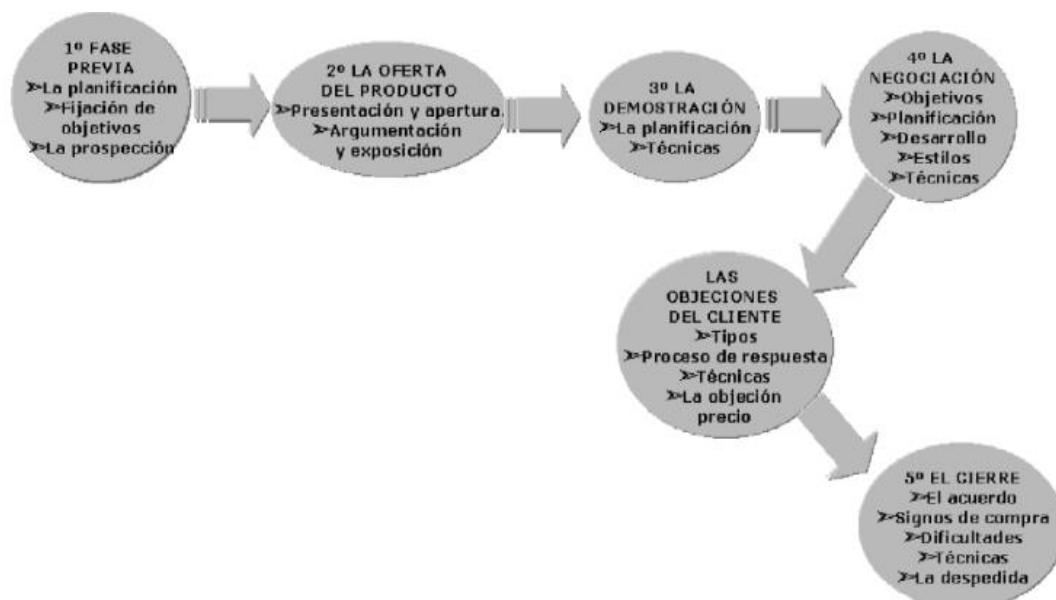 1º FASE
PREVIA
➢La planificación
➢Fijación de
objetivos
➢La prospección
2º LA OFERTA
DEL PRODUCTO
➢Presentación y apertura.
➢Argumentación
y exposición
3º LA
DEMOSTRACIÓN
➢La planificación
➢Técnicas
4º LA
NEGOCIACIÓN
➢Objetivos
➢Planificación
➢Desarrollo
➢Estilos
➢Técnicas
LAS
OBJECIONES
DEL CLIENTE
➢Tipos
➢Proceso de respuesta
➢Técnicas
➢La objeción
precio
5º EL CIERRE
➢El acuerdo
➢Signos de compra
➢Dificultades
➢Técnicas
➢La despedida